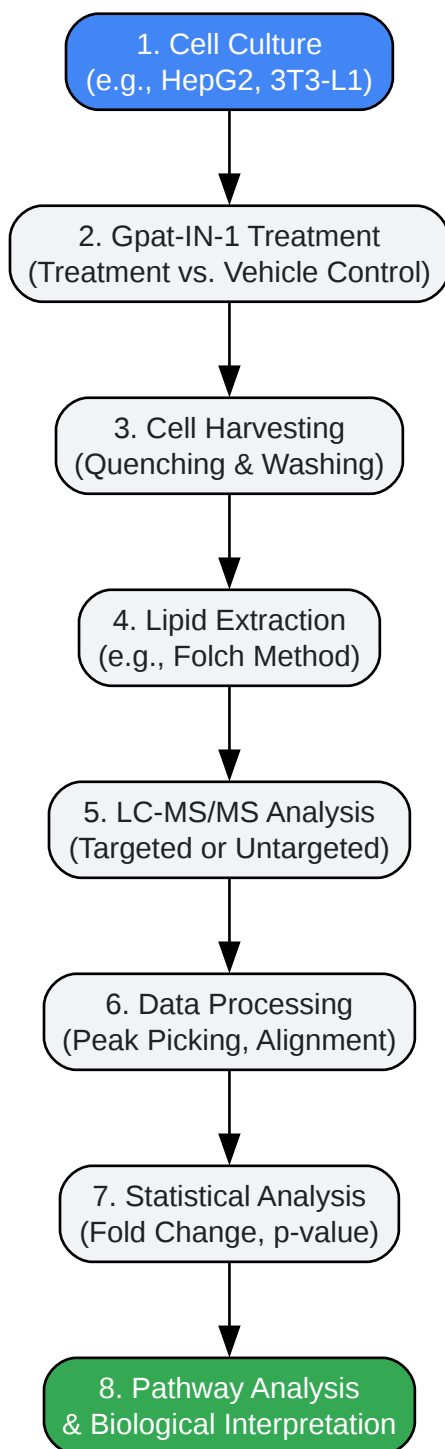 1. Cell Culture
(e.g., HepG2, 3T3-L1)
2. Gpat-IN-1 Treatment
(Treatment vs. Vehicle Control)
3. Cell Harvesting
(Quenching & Washing)
4. Lipid Extraction
(e.g., Folch Method)
5. LC-MS/MS Analysis
(Targeted or Untargeted)
6. Data Processing
(Peak Picking, Alignment)
7. Statistical Analysis
(Fold Change, p-value)
8. Pathway Analysis
& Biological Interpretation